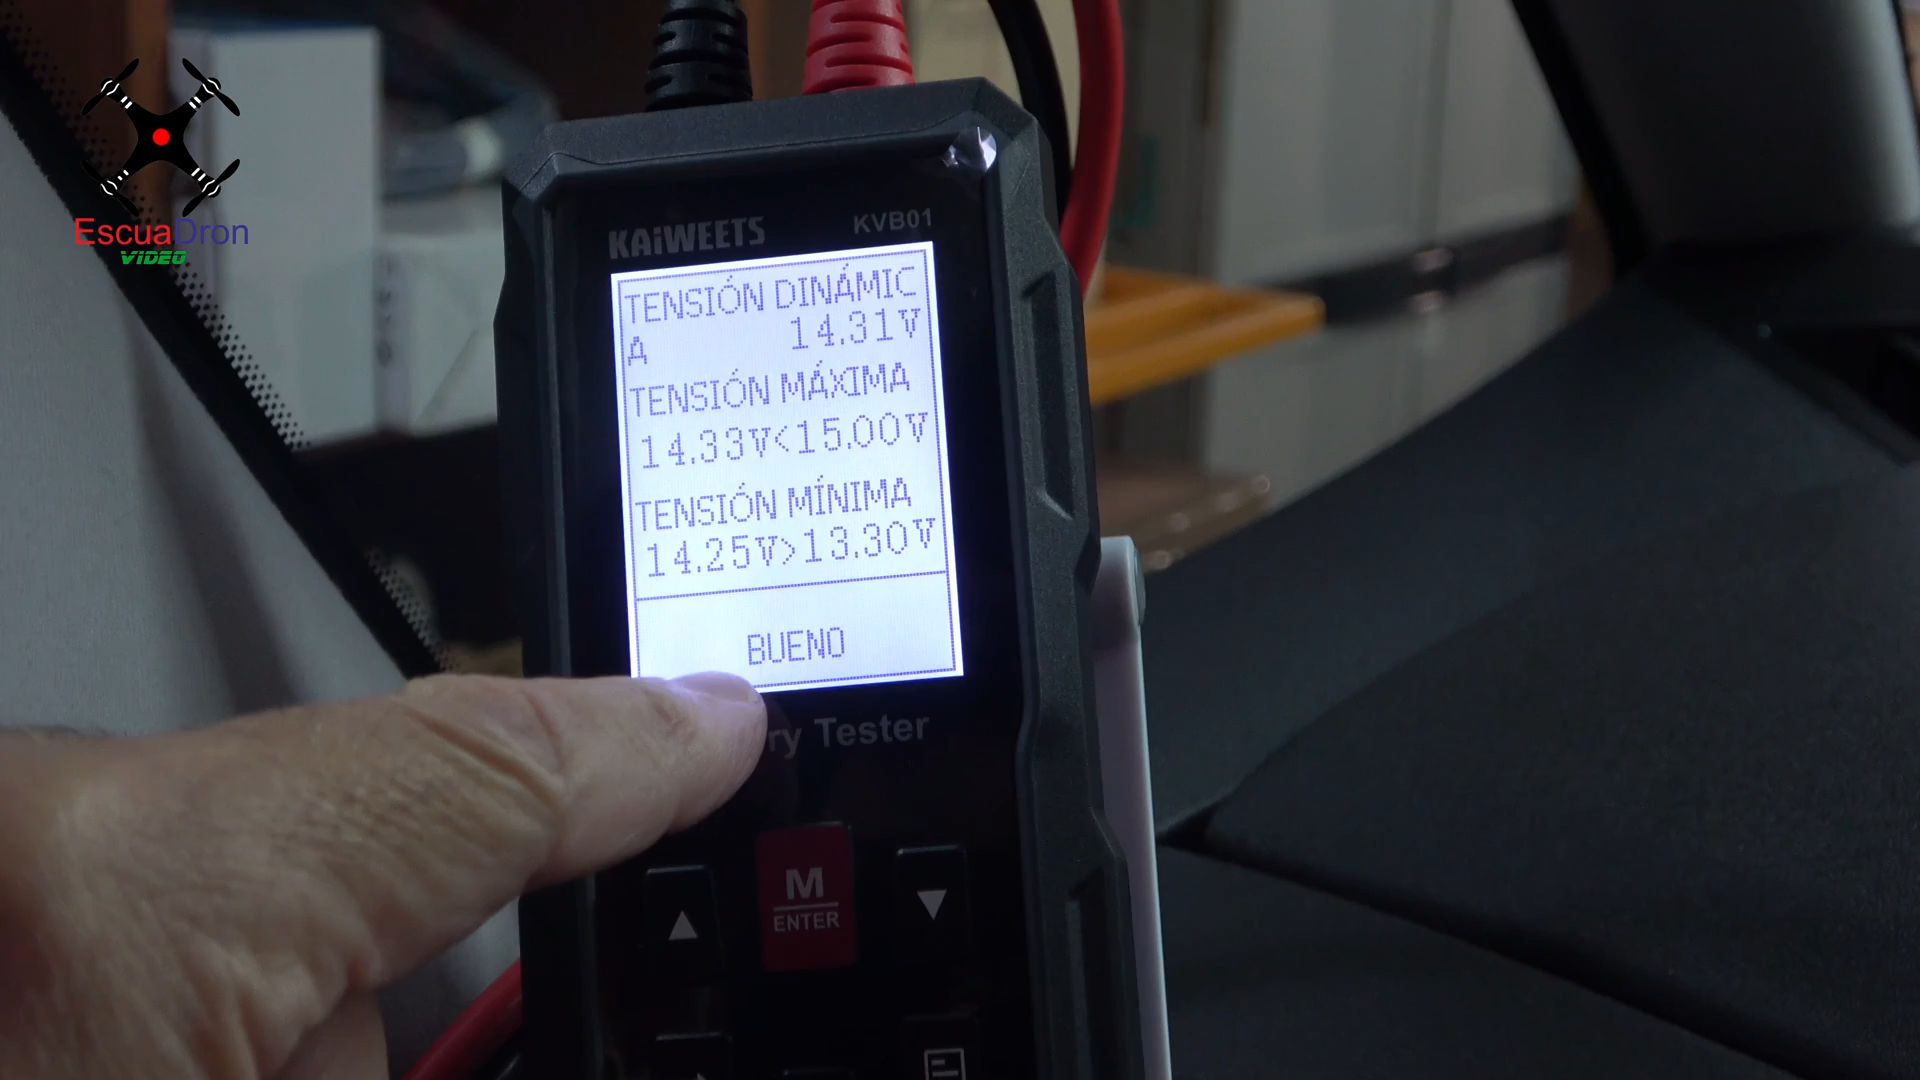 EscuaDron
VIDEO
KAiWEETS KVB01
TENSIÓN DINÁMIC
A 14.31V
TENSIÓN MÁXIMA
14.33V<15.00V
TENSIÓN MÍNIMA
14.25V>13.30V
BUENO
Tester
M
ENTER